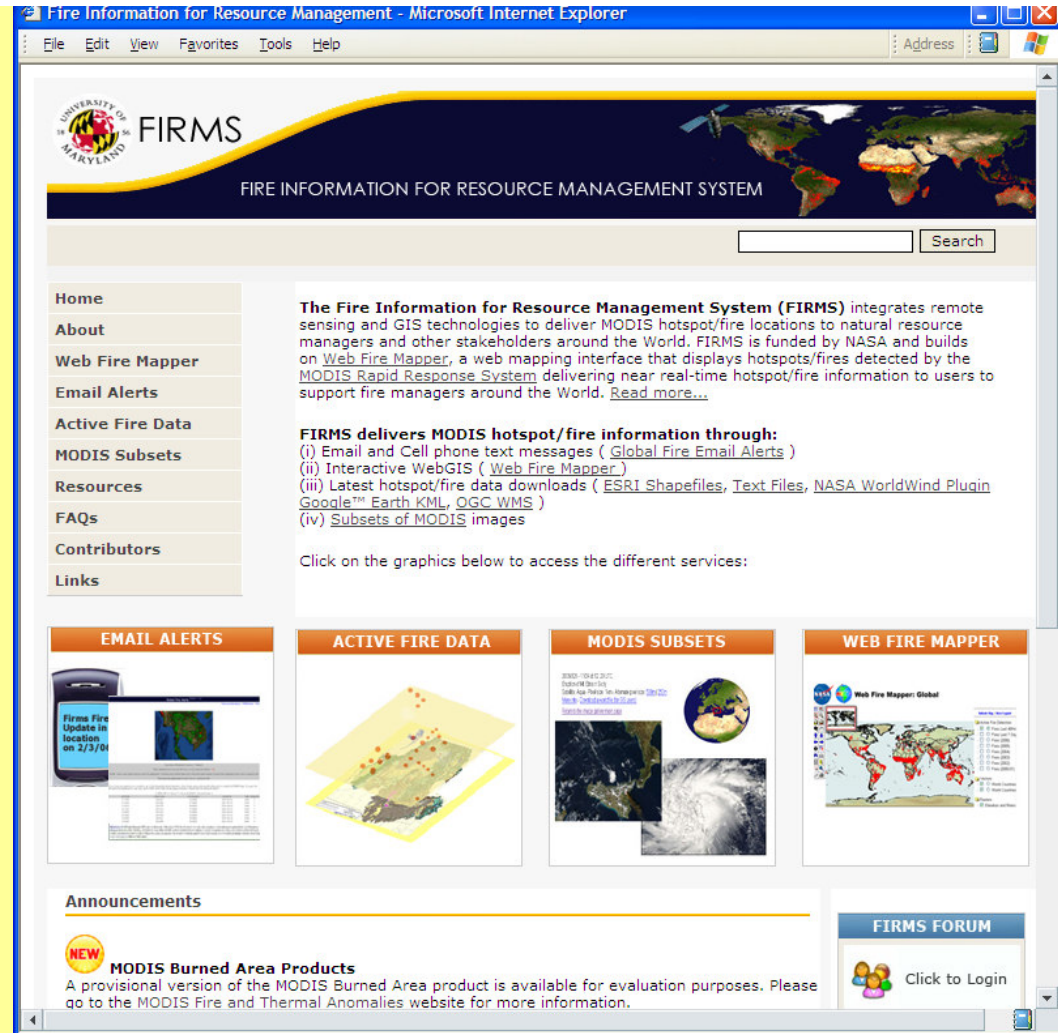 Fire Information for Resource Management - Microsoft Internet Explorer
File Edit View Favorites Tools Help
Address
UNIVERSITY OF MARYLAND
18 56
FIRMS
FIRE INFORMATION FOR RESOURCE MANAGEMENT SYSTEM
Search
Home
About
Web Fire Mapper
Email Alerts
Active Fire Data
MODIS Subsets
Resources
FAQs
Contributors
Links
The Fire Information for Resource Management System (FIRMS) integrates remote
sensing and GIS technologies to deliver MODIS hotspot/fire locations to natural resource
managers and other stakeholders around the World. FIRMS is funded by NASA and builds
on Web Fire Mapper, a web mapping interface that displays hotspots/fires detected by the
MODIS Rapid Response System delivering near real-time hotspot/fire information to users to
support fire managers around the World. Read more...
FIRMS delivers MODIS hotspot/fire information through:
(i) Email and Cell phone text messages ( Global Fire Email Alerts )
(ii) Interactive WebGIS ( Web Fire Mapper )
(iii) Latest hotspot/fire data downloads ( ESRI Shapefiles, Text Files, NASA WorldWind Plugin
Google™ Earth KML, OGC WMS )
(iv) Subsets of MODIS images
Click on the graphics below to access the different services:
EMAIL ALERTS
Firms Fire
Update in
location
on 2/3/0
ACTIVE FIRE DATA
MODIS SUBSETS
WEB FIRE MAPPER
NASA
Web Fire Mapper: Global
Announcements
NEW
MODIS Burned Area Products
A provisional version of the MODIS Burned Area product is available for evaluation purposes. Please
go to the MODIS Fire and Thermal Anomalies website for more information.
FIRMS FORUM
Click to Login